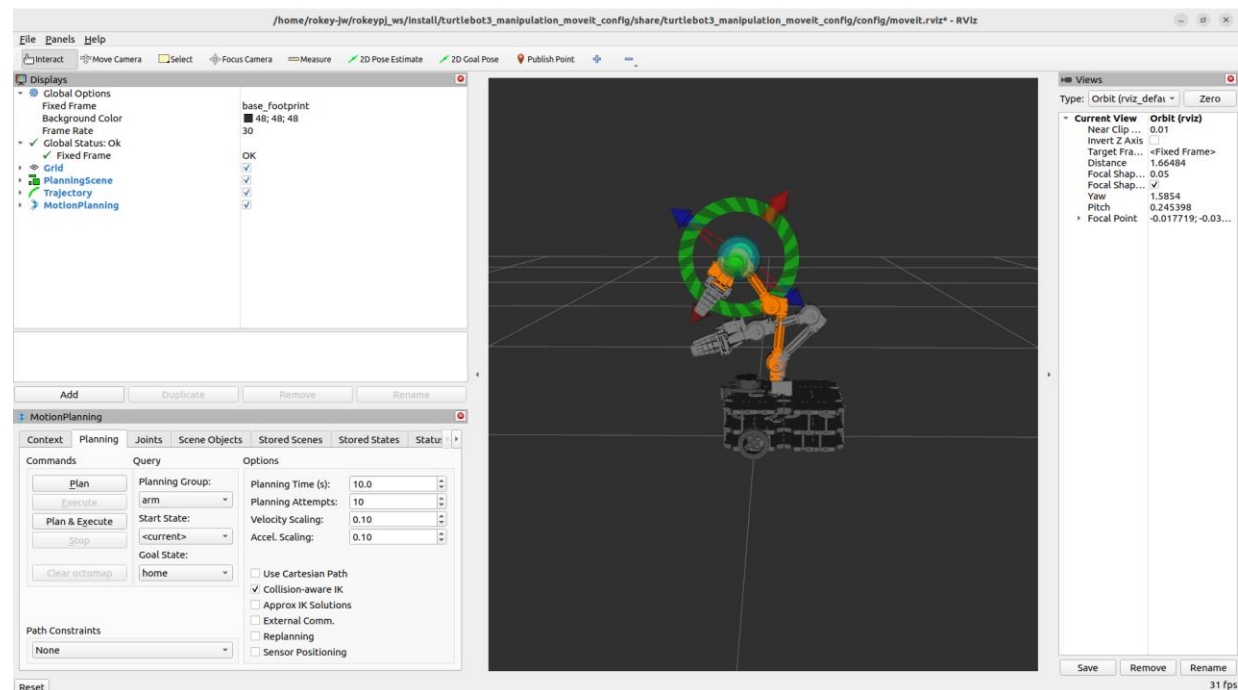 /home/rokey-jw/rokeypj_ws/install/turtlebot3_manipulation_moveit_config/share/turtlebot3_manipulation_moveit_config/config/moveit.rviz* - RViz
File Panels Help
Interact Move Camera Select Focus Camera Measure 2D Pose Estimate 2D Goal Pose Publish Point
Displays
Global Options
Fixed Frame base_footprint
Background Color 48; 48; 48
Frame Rate 30
Global Status: Ok
Fixed Frame OK
Grid
PlanningScene
Trajectory
MotionPlanning
Add Duplicate Remove Rename
MotionPlanning
Context Planning Joints Scene Objects Stored Scenes Stored States Statu
Commands Query Options
Plan
Execute
Plan & Execute
Stop
Clear octomap
Planning Group:
arm
Start State:
<current>
Goal State:
home
Planning Time (s): 10.0
Planning Attempts: 10
Velocity Scaling: 0.10
Accel. Scaling: 0.10
Use Cartesian Path
Collision-aware IK
Approx IK Solutions
External Comm.
Replanning
Sensor Positioning
Path Constraints
None
Reset
Views
Type: Orbit (rviz_defau Zero
Current View Orbit (rviz)
Near Clip ... 0.01
Invert Z Axis
Target Fra... <Fixed Frame>
Distance 1.66484
Focal Shap... 0.05
Focal Shap...
Yaw 1.5854
Pitch 0.245398
Focal Point -0.017719; -0.03...
Save Remove Rename
31 fps